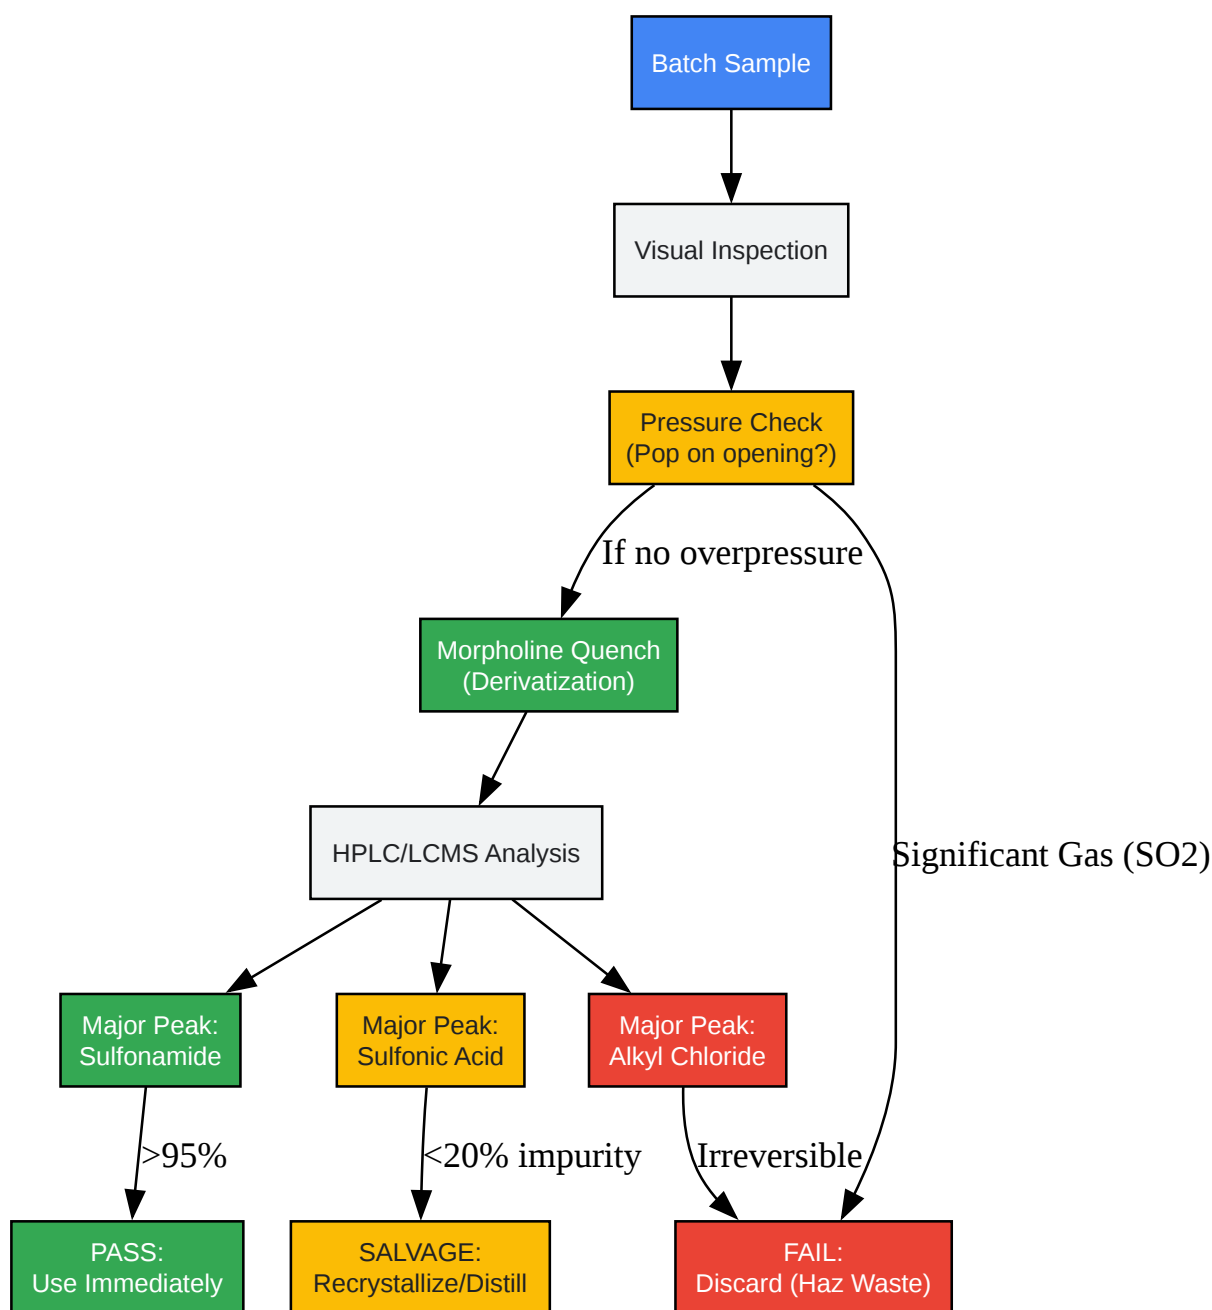 Batch Sample
Visual Inspection
Pressure Check
(Pop on opening?)
If no overpressure
Morpholine Quench
(Derivatization)
HPLC/LCMS Analysis
Significant Gas (SO2)
Major Peak:
Sulfonamide
Major Peak:
Sulfonic Acid
Major Peak:
Alkyl Chloride
>95%
<20% impurity
Irreversible
PASS:
Use Immediately
SALVAGE:
Recrystallize/Distill
FAIL:
Discard (Haz Waste)